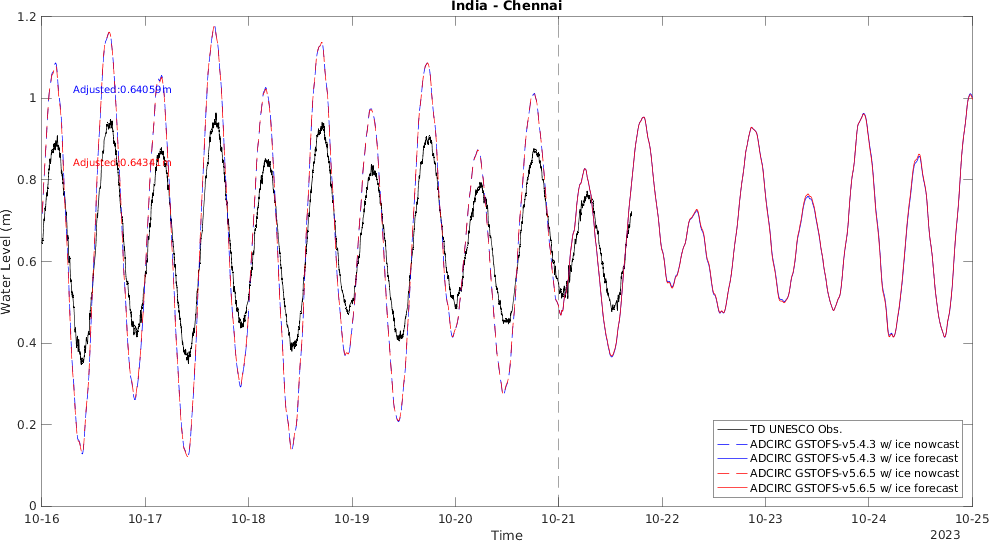 India - Chennai
Water Level (m)
1.2
1
0.8
0.6
0.4
0.2
0
Adjusted:0.64059m
Adjusted:0.64341m
TD UNESCO Obs.
ADCIRC GSTOFS-v5.4.3 w/ ice nowcast
ADCIRC GSTOFS-v5.4.3 w/ ice forecast
ADCIRC GSTOFS-v5.6.5 w/ ice nowcast
ADCIRC GSTOFS-v5.6.5 w/ ice forecast
10-16 10-17 10-18 10-19 10-20 10-21 10-22 10-23 10-24 10-25
Time
2023